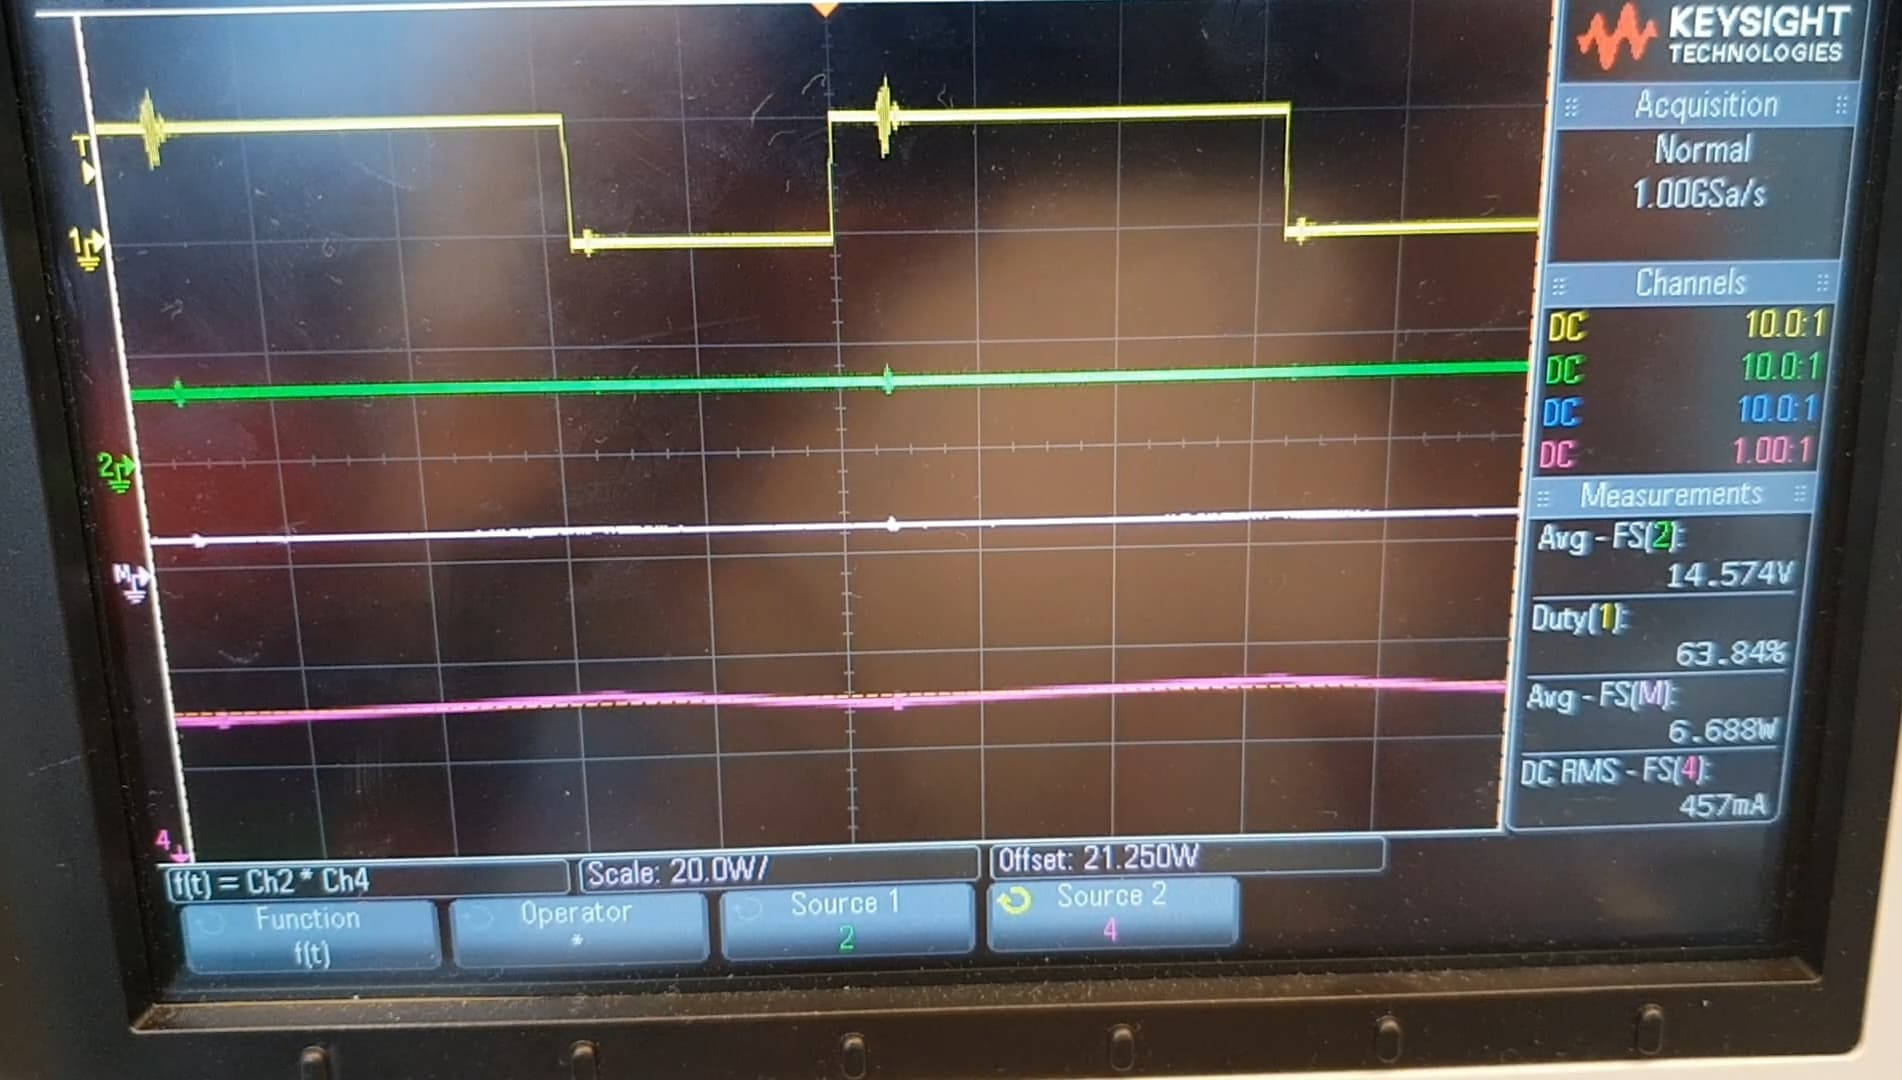 KEYSIGHT
TECHNOLOGIES
Acquisition
Normal
1.00GSa/s
Channels
DC 10.0:1
DC 10.0:1
DC 10.0:1
DC 1.00:1
Measurements
Avg - FS(2):
14.574V
Duty(1):
63.84%
Avg - FS(M):
6.688W
DC RMS - FS(4):
457mA
T
1
2
M
4
f(t) = Ch2 * Ch4
Scale: 20.0W/
Offset: 21.250W
Function
f(t)
Operator
*
Source 1
2
Source 2
4